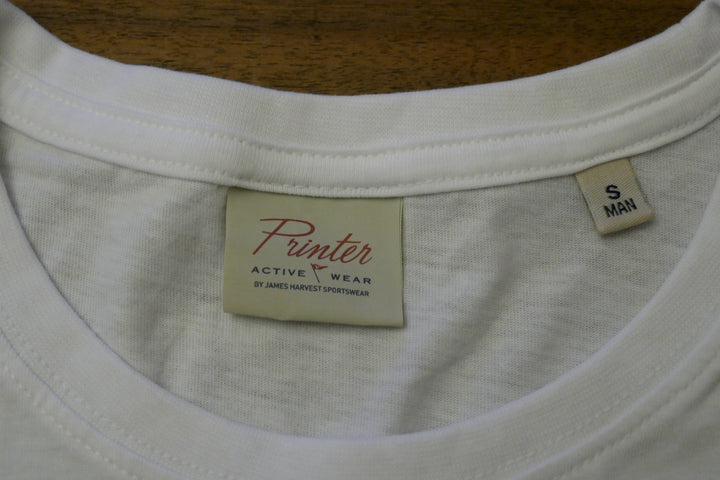 Printer
ACTIVE WEAR
BY JAMES HARVEST SPORTSWEAR
S
MAN